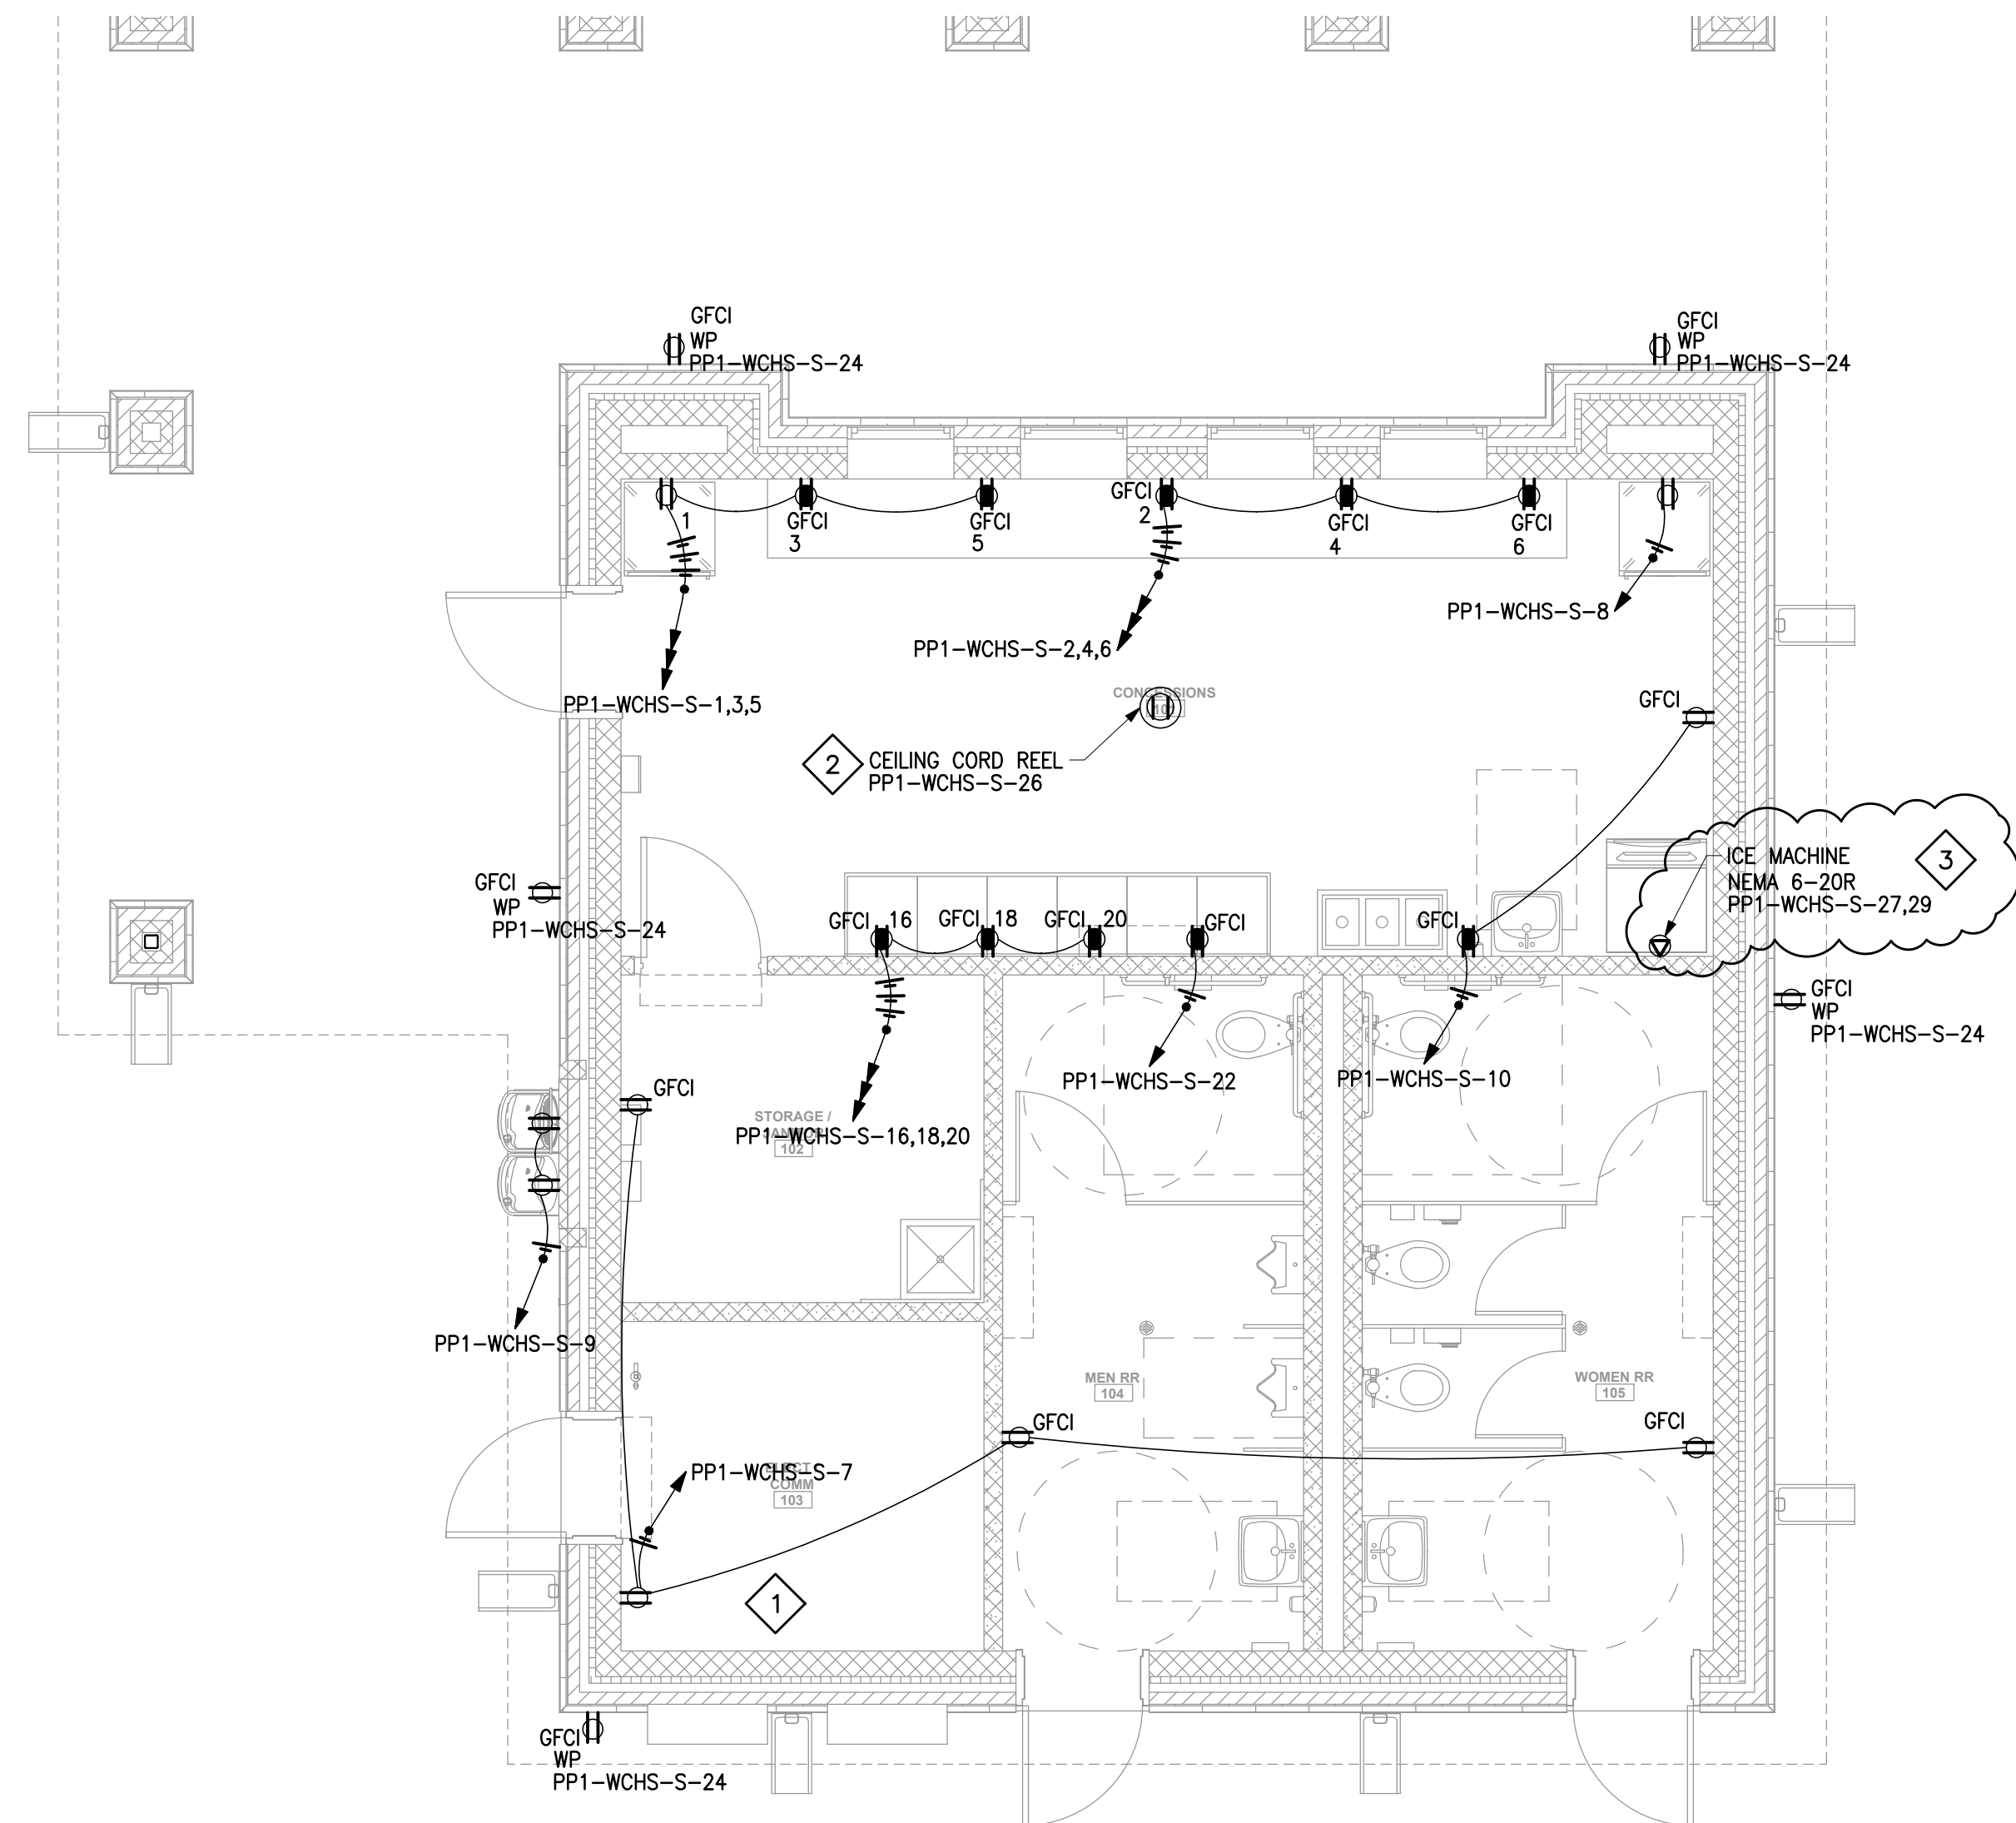 GFCI
WP
PP1-WCHS-S-24
GFCI
WP
PP1-WCHS-S-24
1
GFCI
3
GFCI
5
GFCI
2
GFCI
4
GFCI
6
PP1-WCHS-S-8
PP1-WCHS-S-2,4,6
PP1-WCHS-S-1,3,5
CONCESSIONS
GFCI
2
CEILING CORD REEL
PP1-WCHS-S-26
ICE MACHINE
NEMA 6-20R
PP1-WCHS-S-27,29
3
GFCI
WP
PP1-WCHS-S-24
GFCI 16
GFCI 18
GFCI 20
GFCI
GFCI
GFCI
WP
PP1-WCHS-S-24
PP1-WCHS-S-22
PP1-WCHS-S-10
GFCI
STORAGE /
PP1-WCHS-S-16,18,20
102
PP1-WCHS-S-9
MEN RR
104
WOMEN RR
105
GFCI
GFCI
PP1-WCHS-S-7
COMM
103
1
GFCI
WP
PP1-WCHS-S-24